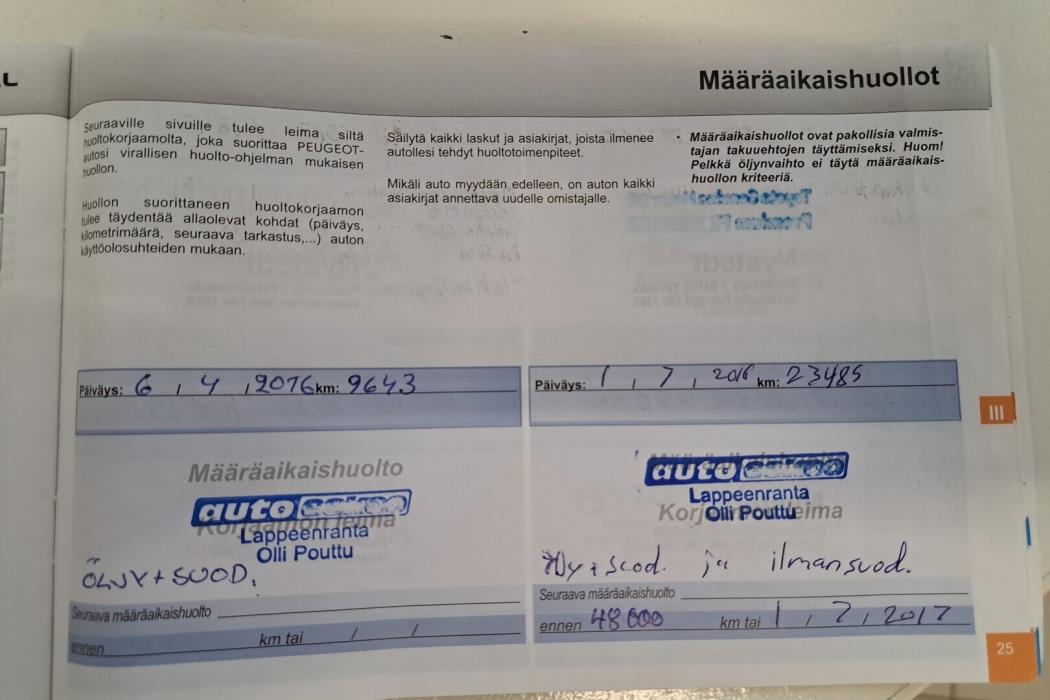 Määräaikaishuollot
Seuraaville sivuille tulee leima siltä
huoltokorjaamolta, joka suorittaa PEUGEOT-
autosi virallisen huolto-ohjelman mukaisen
huollon.
Huollon suorittaneen huoltokorjaamon
tulee täydentää allaolevat kohdat (päiväys,
kilometrimäärä, seuraava tarkastus,...) auton
käyttöolosuhteiden mukaan.
Säilytä kaikki laskut ja asiakirjat, joista ilmenee
autollesi tehdyt huoltotoimenpiteet.
Mikäli auto myydään edelleen, on auton kaikki
asiakirjat annettava uudelle omistajalle.
• Määräaikaishuollot ovat pakollisia valmis-
tajan takuuehtojen täyttämiseksi. Huom!
Pelkkä öljynvaihto ei täytä määräaikais-
huollon kriteeriä.
Päiväys: 6 / 4 / 2016 km: 9643
Määräaikaishuolto
auto
Korjaamon leima
Lappeenranta
Olli Pouttu
ÖLJY + SUOD.
Seuraava määräaikaishuolto
ennen km tai / /
Päiväys: 1 / 7 / 2016 km: 23485
auto
Lappeenranta
Korjaamon leima
Olli Pouttu
Öljy + suod. ja ilmansuod.
Seuraava määräaikaishuolto
ennen 48000 km tai 1 / 7 / 2017
III
25